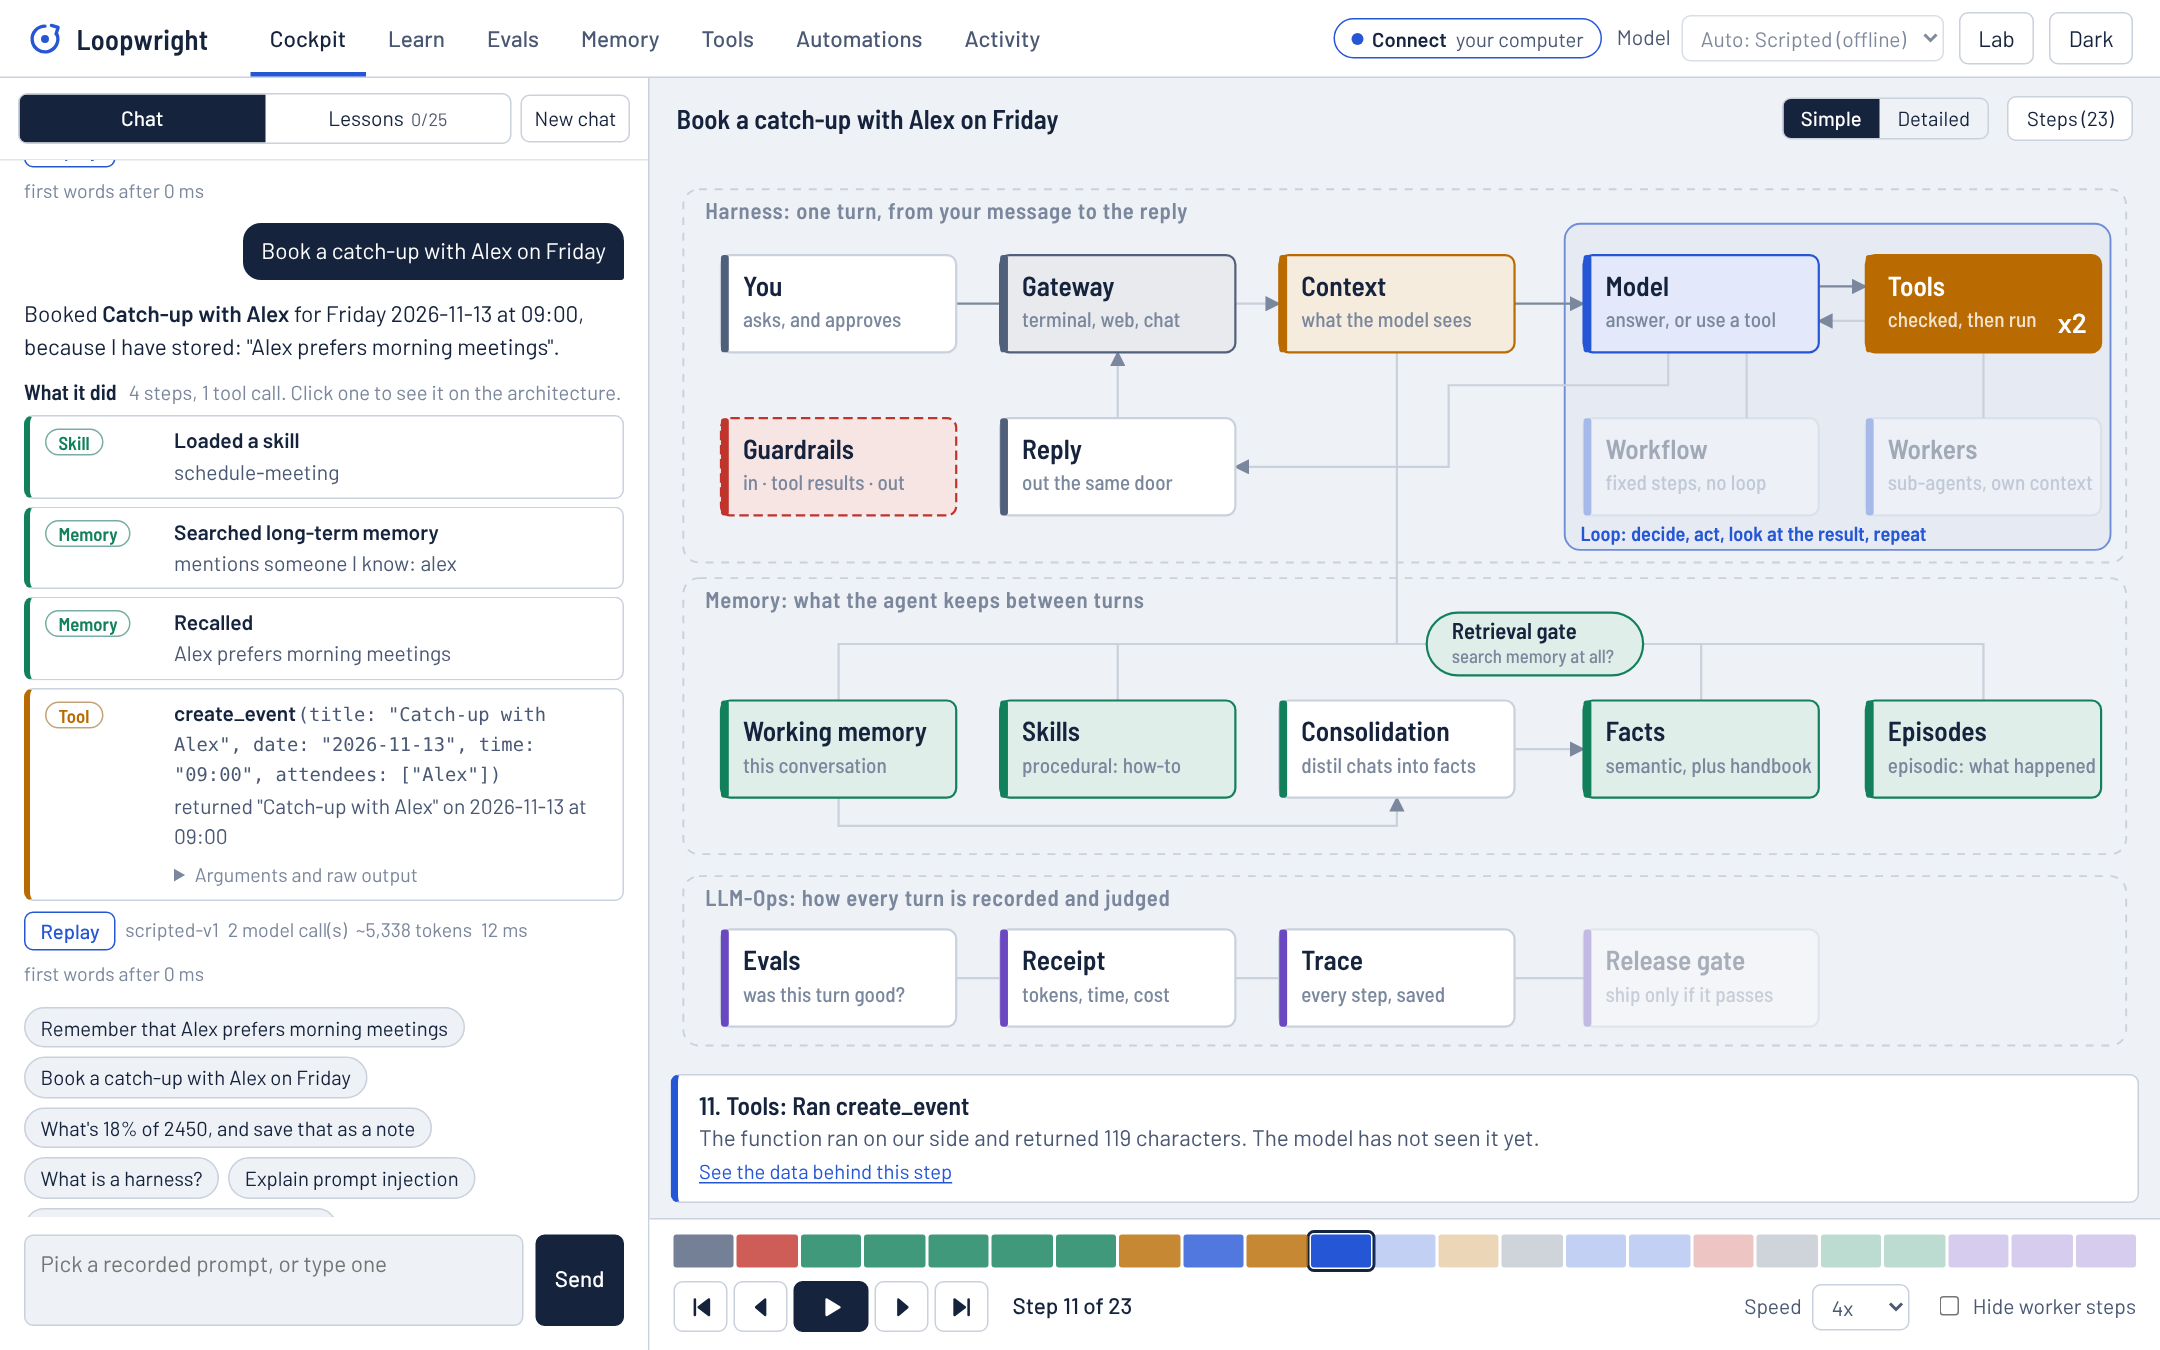 Loopwright
Cockpit
Learn
Evals
Memory
Tools
Automations
Activity
Connect your computer
Model
Auto: Scripted (offline)
Lab
Dark
Chat
Lessons 0/25
New chat
first words after 0 ms
Book a catch-up with Alex on Friday
Booked Catch-up with Alex for Friday 2026-11-13 at 09:00,
because I have stored: "Alex prefers morning meetings".
What it did 4 steps, 1 tool call. Click one to see it on the architecture.
Skill
Loaded a skill
schedule-meeting
Memory
Searched long-term memory
mentions someone I know: alex
Memory
Recalled
Alex prefers morning meetings
Tool
create_event(title: "Catch-up with
Alex", date: "2026-11-13", time:
"09:00", attendees: ["Alex"])
returned "Catch-up with Alex" on 2026-11-13 at
09:00
Arguments and raw output
Replay
scripted-v1 2 model call(s) ~5,338 tokens 12 ms
first words after 0 ms
Remember that Alex prefers morning meetings
Book a catch-up with Alex on Friday
What's 18% of 2450, and save that as a note
What is a harness?
Explain prompt injection
Pick a recorded prompt, or type one
Send
Book a catch-up with Alex on Friday
Simple
Detailed
Steps (23)
Harness: one turn, from your message to the reply
You
asks, and approves
Gateway
terminal, web, chat
Context
what the model sees
Model
answer, or use a tool
Tools
checked, then run
x2
Guardrails
in · tool results · out
Reply
out the same door
Workflow
fixed steps, no loop
Workers
sub-agents, own context
Loop: decide, act, look at the result, repeat
Memory: what the agent keeps between turns
Retrieval gate
search memory at all?
Working memory
this conversation
Skills
procedural: how-to
Consolidation
distil chats into facts
Facts
semantic, plus handbook
Episodes
episodic: what happened
LLM-Ops: how every turn is recorded and judged
Evals
was this turn good?
Receipt
tokens, time, cost
Trace
every step, saved
Release gate
ship only if it passes
11. Tools: Ran create_event
The function ran on our side and returned 119 characters. The model has not seen it yet.
See the data behind this step
Step 11 of 23
Speed
4x
Hide worker steps